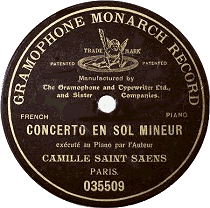 GRAMOPHONE MONARCH RECORD
TRADE MARK
PATENTED PATENTED
Manufactured by
The Gramophone and Typewriter Ltd.,
and Sister Companies.
FRENCH PIANO
CONCERTO EN SOL MINEUR
exécuté au Piano par l'Auteur
CAMILLE SAINT SAENS
PARIS.
035509